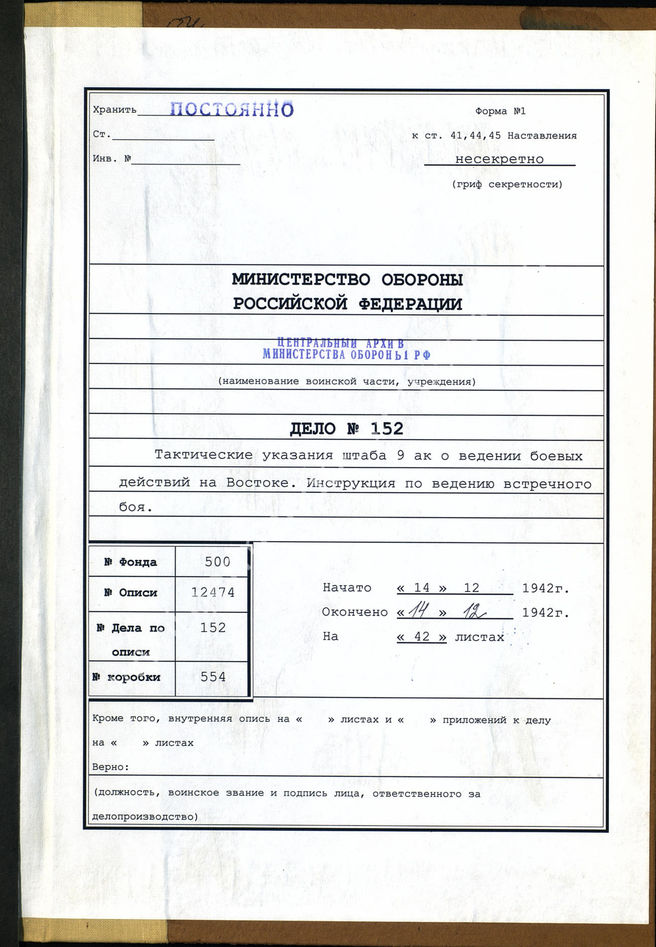 Хранить ПОСТОЯННО
Форма №1
Ст.
к ст. 41,44,45 Наставления
Инв. №
несекретно
(гриф секретности)
МИНИСТЕРСТВО ОБОРОНЫ
РОССИЙСКОЙ ФЕДЕРАЦИИ
ЦЕНТРАЛЬНЫЙ АРХИВ
МИНИСТЕРСТВА ОБОРОНЫ РФ
(наименование воинской части, учреждения)
ДЕЛО № 152
Тактические указания штаба 9 ак о ведении боевых
действий на Востоке. Инструкция по ведению встречного
боя.
№ Фонда 500
№ Описи 12474
№ Дела по
описи
152
№ коробки 554
Начато « 14 » 12 1942г.
Окончено « 14 » 12 1942г.
На « 42 » листах
Кроме того, внутренняя опись на « » листах и « » приложений к делу
на « » листах
Верно:
(должность, воинское звание и подпись лица, ответственного за
делопроизводство)